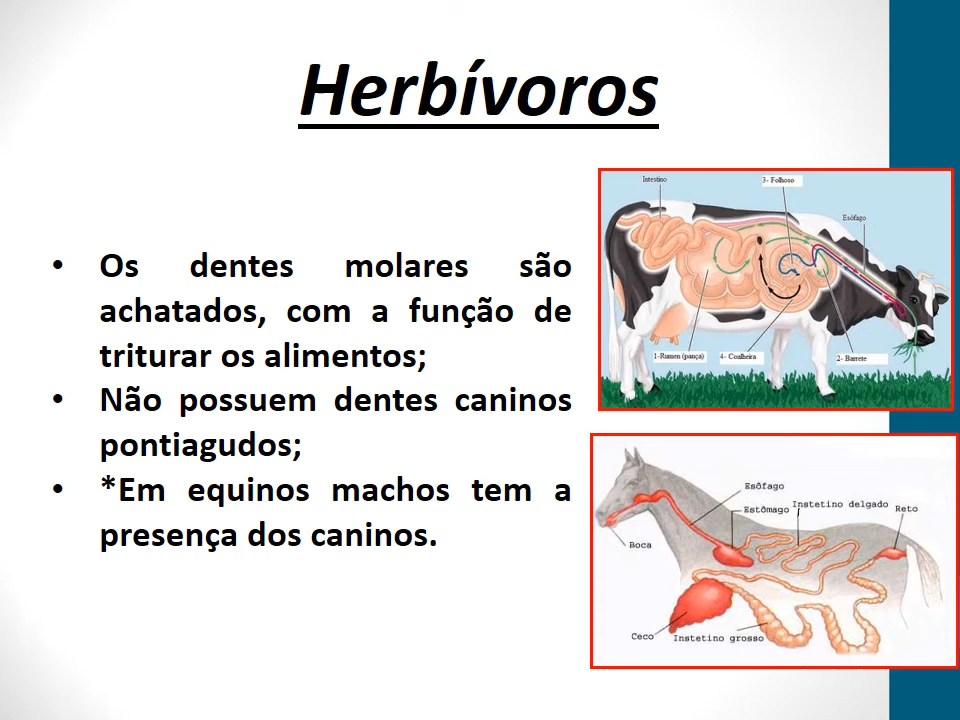 Herbívoros
• Os dentes molares são
achatados, com a função de
triturar os alimentos;
• Não possuem dentes caninos
pontiagudos;
• *Em equinos machos tem a
presença dos caninos.
Intestino
3- Folhoso
Esôfago
1-Rumen (pança)
4- Coalheira
2- Barrete
Esôfago
Estômago
Instetino delgado
Reto
Boca
Ceco
Instetino grosso